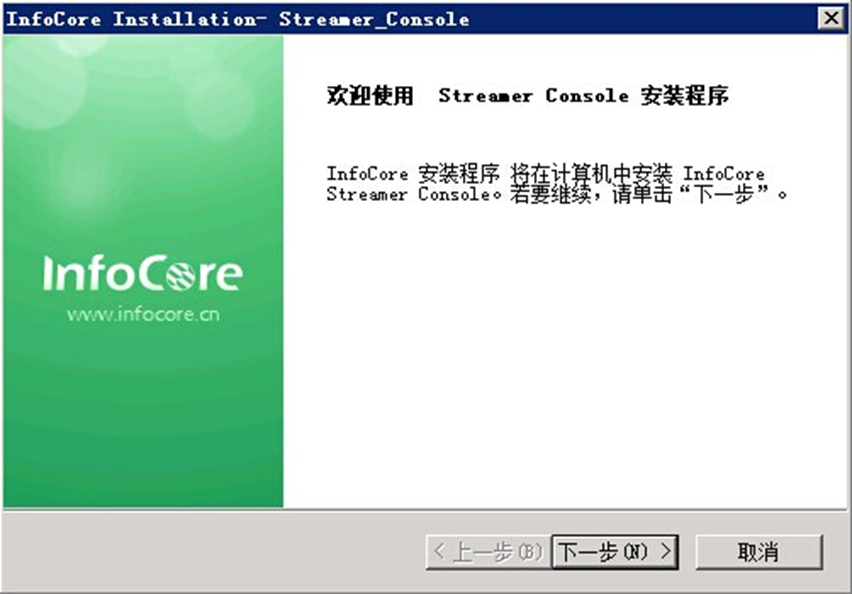 InfoCore Installation- Streamer_Console
欢迎使用 Streamer Console 安装程序
InfoCore 安装程序 将在计算机中安装 InfoCore
Streamer Console。若要继续，请单击“下一步”。
InfoCore
www.infocore.cn
< 上一步(B)
下一步(N) >
取消